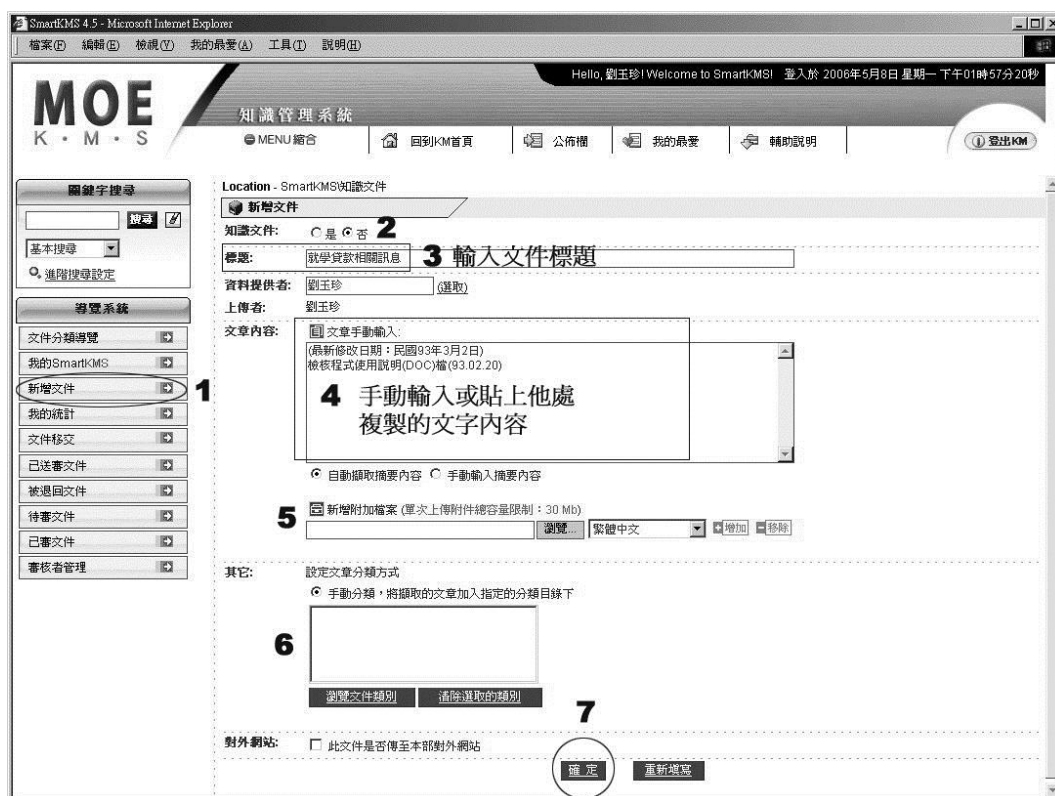 SmartKMS 4.5 - Microsoft Internet Explorer
檔案(F) 編輯(E) 檢視(V) 我的最愛(A) 工具(T) 說明(H)
Hello, 劉玉珍! Welcome to SmartKMS! 登入於 2006年5月8日 星期一 下午01時57分20秒
MOE
K · M · S
知識管理系統
MENU縮合 回到KM首頁 公佈欄 我的最愛 輔助說明 登出KM
關鍵字搜尋
搜尋
基本搜尋
進階搜尋設定
導覽系統
文件分類導覽
我的SmartKMS
新增文件 1
我的統計
文件移交
已送審文件
被退回文件
待審文件
已審文件
審核者管理
Location - SmartKMS\知識文件
新增文件
知識文件: 是 否 2
標題: 就學貸款相關訊息 3 輸入文件標題
資料提供者: 劉玉珍 (選取)
上傳者: 劉玉珍
文章內容: 文章手動輸入:
(最新修改日期：民國93年3月2日)
檢核程式使用說明(DOC)檔(93.02.20)
4 手動輸入或貼上他處
複製的文字內容
自動擷取摘要內容 手動輸入摘要內容
5 新增附加檔案 (單次上傳附件總容量限制：30 Mb)
瀏覽... 繁體中文 增加 移除
其它: 設定文章分類方式
手動分類，將擷取的文章加入指定的分類目錄下
6
瀏覽文件類別 清除選取的類別
7
對外網站: 此文件是否傳至本部對外網站
確 定 重新填寫